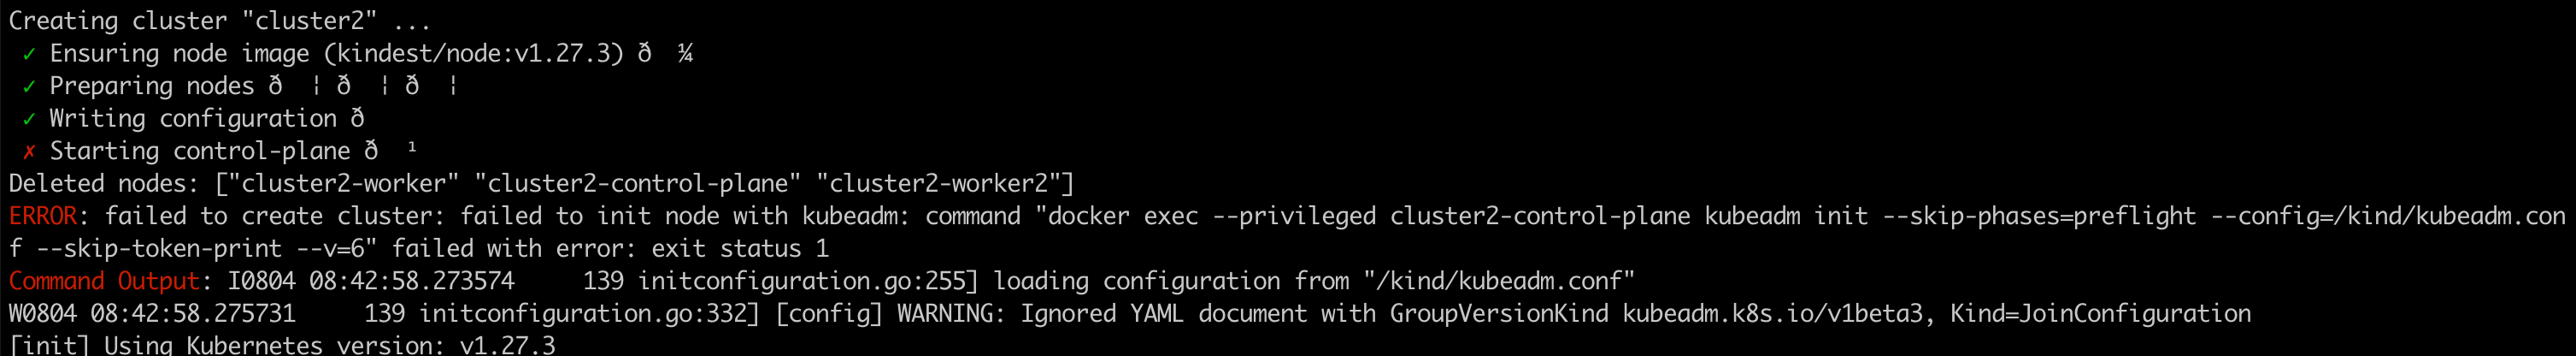 Creating cluster "cluster2" ...
 ✓ Ensuring node image (kindest/node:v1.27.3) ð  ¼
 ✓ Preparing nodes ð  ¦ ð  ¦ ð  ¦
 ✓ Writing configuration ð
 ✗ Starting control-plane ð  ¹
Deleted nodes: ["cluster2-worker" "cluster2-control-plane" "cluster2-worker2"]
ERROR: failed to create cluster: failed to init node with kubeadm: command "docker exec --privileged cluster2-control-plane kubeadm init --skip-phases=preflight --config=/kind/kubeadm.con
f --skip-token-print --v=6" failed with error: exit status 1
Command Output: I0804 08:42:58.273574     139 initconfiguration.go:255] loading configuration from "/kind/kubeadm.conf"
W0804 08:42:58.275731     139 initconfiguration.go:332] [config] WARNING: Ignored YAML document with GroupVersionKind kubeadm.k8s.io/v1beta3, Kind=JoinConfiguration
[init] Using Kubernetes version: v1.27.3